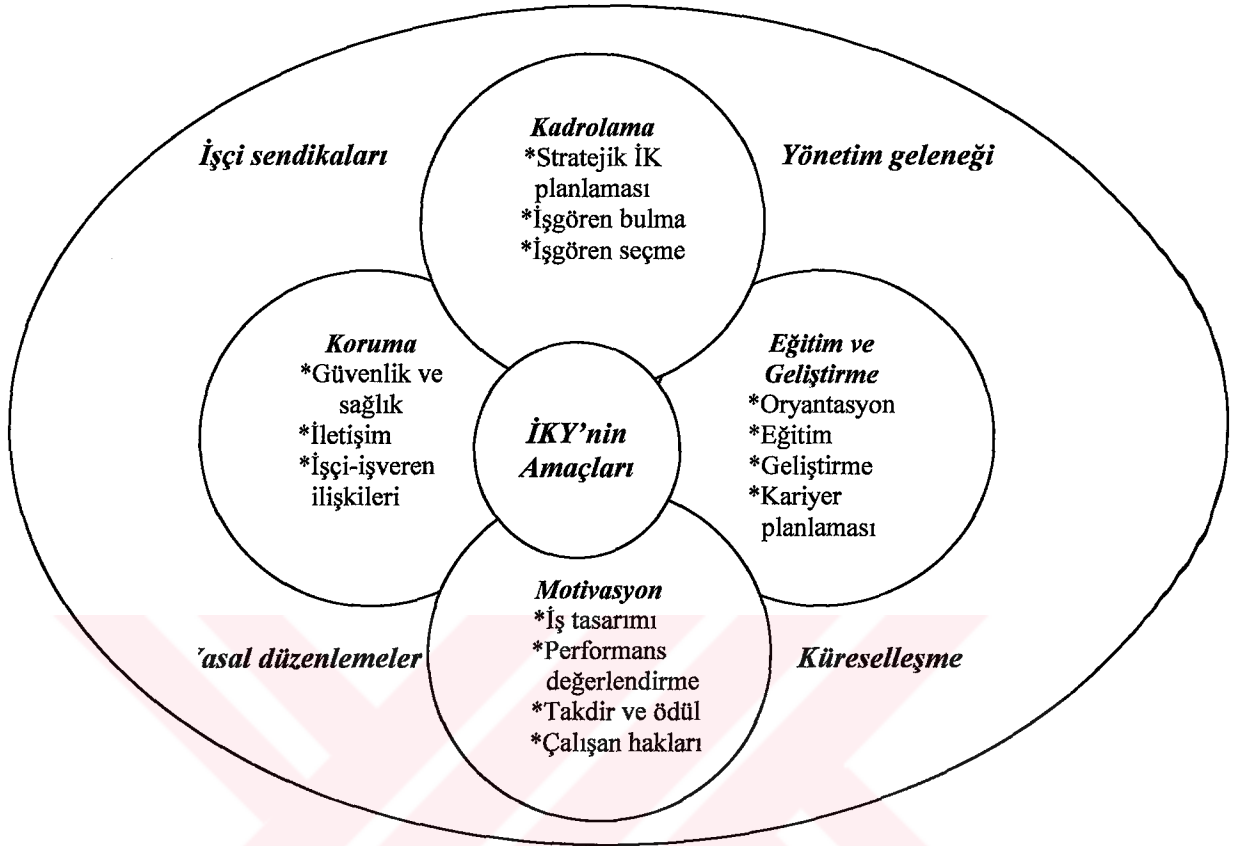 Kadrolama
*Stratejik İK
planlaması
*İşgören bulma
*İşgören seçme
İşçi sendikaları
Yönetim geleneği
Koruma
*Güvenlik ve
sağlık
*İletişim
*İşçi-işveren
ilişkileri
İKY’nin
Amaçları
Eğitim ve
Geliştirme
*Oryantasyon
*Eğitim
*Geliştirme
*Kariyer
planlaması
Motivasyon
*İş tasarımı
*Performans
değerlendirme
*Takdir ve ödül
*Çalışan hakları
düzenlemeler
Küreselleşme